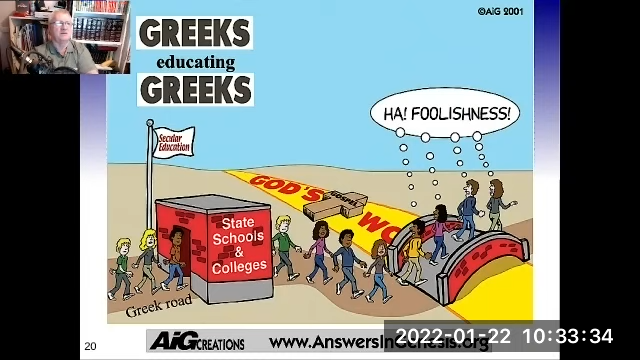 ©AiG 2001
GREEKS
educating
GREEKS
HA! FOOLISHNESS!
Secular
Education
GOD'S WO
GOSPEL
State
Schools
&
Colleges
Greek road
20
AiG CREATIONS
www.AnswersInGenesis.org
2022-01-22 10:33:34